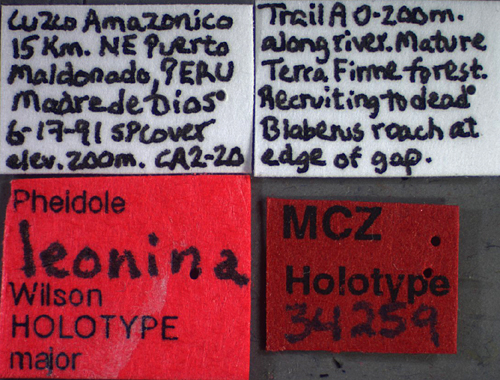 Cuzco Amazonico
15 Km. NE Puerto
Maldonado, PERU
Madre de Dios
6-17-91 SPCover
elev. 200m. CA2-20
Trail A 0-200m.
along river. Mature
Terra Firme forest.
Recruiting to dead
Blaberus roach at
edge of gap.
Pheidole
leonina
Wilson
HOLOTYPE
major
MCZ
Holotype
34259